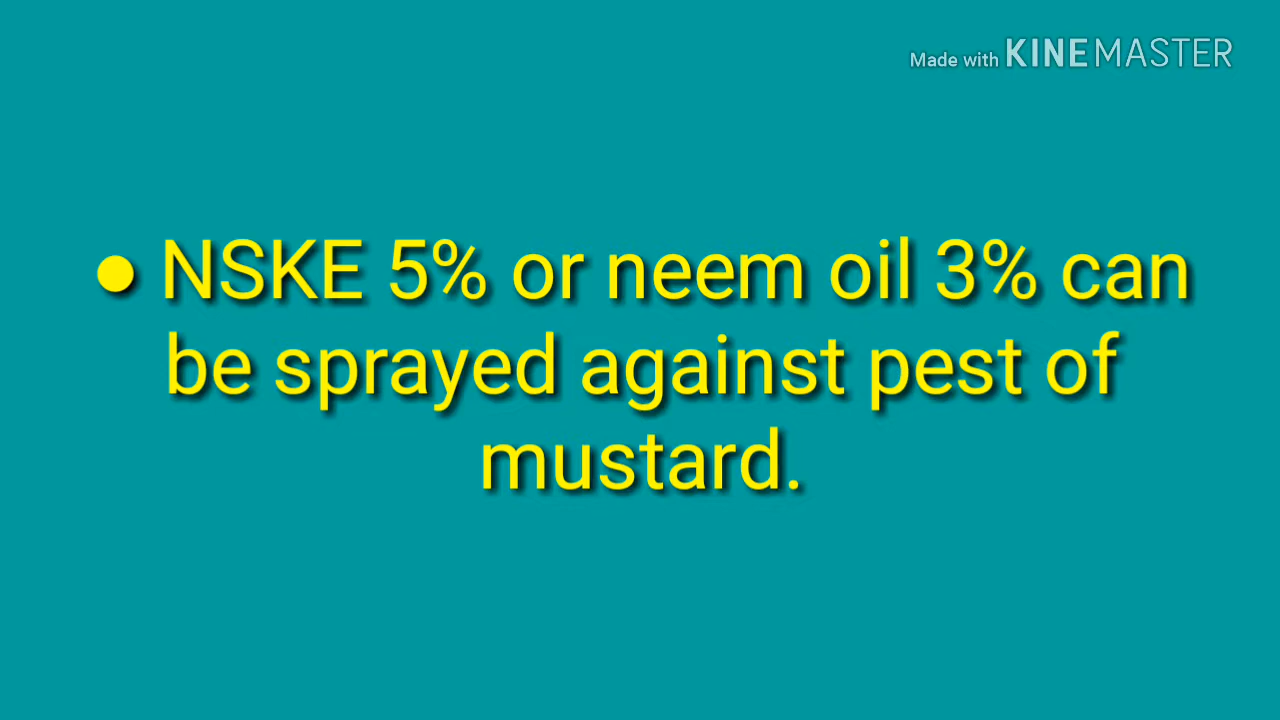 Made with KINEMASTER
● NSKE 5% or neem oil 3% can
be sprayed against pest of
mustard.